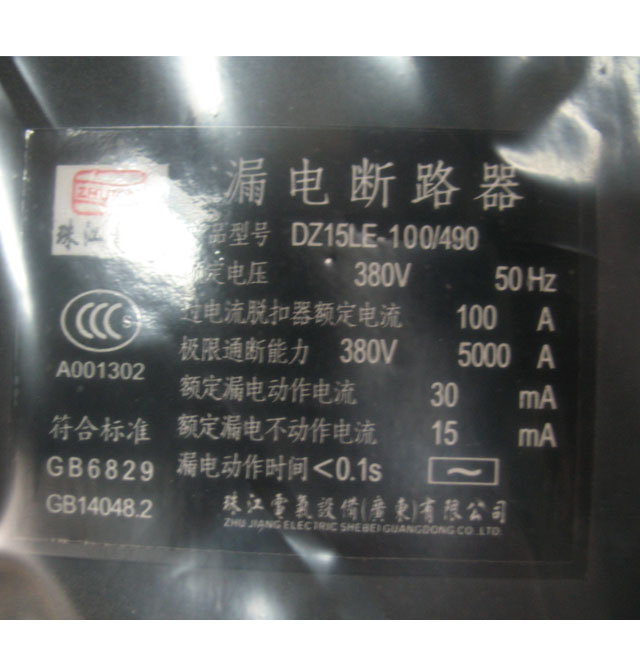 漏电断路器
ZHU
珠江
品型号 DZ15LE-100/490
定电压 380V 50Hz
过电流脱扣器额定电流 100 A
CCC S
A001302
极限通断能力 380V 5000 A
额定漏电动作电流 30 mA
符合标准
额定漏电不动作电流 15 mA
GB6829
漏电动作时间<0.1s ~
GB14048.2
珠江電氣設備(廣東)有限公司
ZHU JIANG ELECTRIC SHEBEI GUANGDONG CO.LTD